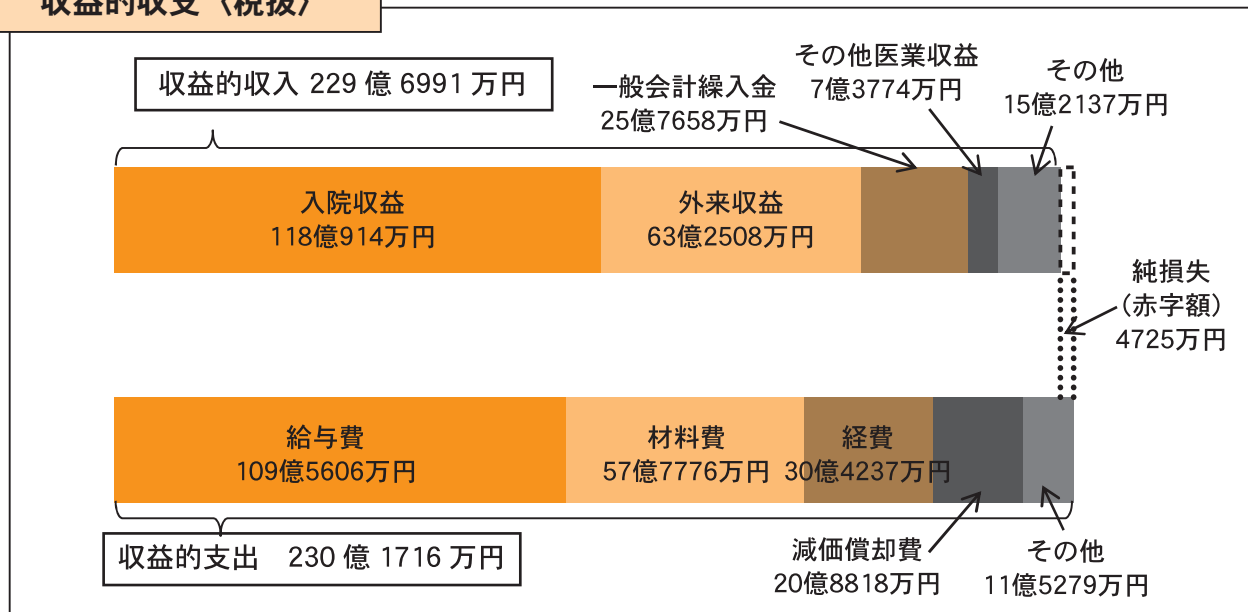 収益的収支〈税抜〉
収益的収入 229 億 6991 万円
一般会計繰入金
25億7658万円
その他医業収益
7億3774万円
その他
15億2137万円
入院収益
118億914万円
外来収益
63億2508万円
純損失
(赤字額)
4725万円
給与費
109億5606万円
材料費
57億7776万円
経費
30億4237万円
収益的支出 230 億 1716 万円
減価償却費
20億8818万円
その他
11億5279万円